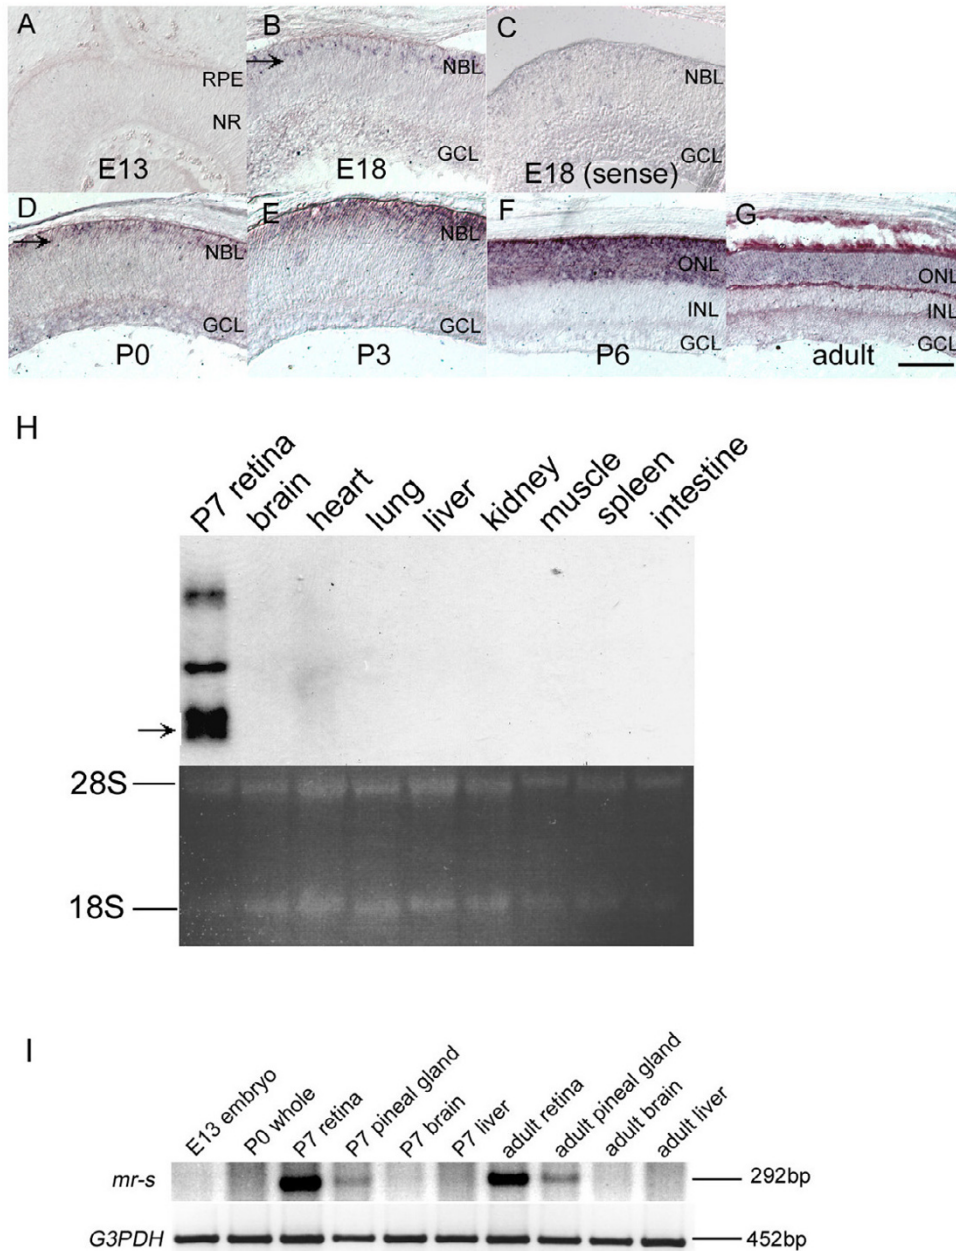 A
RPE
NR
E13
B
NBL
GCL
E18
C
NBL
GCL
E18 (sense)
D
NBL
GCL
P0
E
NBL
GCL
P3
F
ONL
INL
GCL
P6
G
ONL
INL
GCL
adult
H
P7 retina
brain
heart
lung
liver
kidney
muscle
spleen
intestine
28S
18S
I
E13 embryo
P0 whole
P7 retina
P7 pineal gland
P7 brain
P7 liver
adult retina
adult pineal gland
adult brain
adult liver
mr-s 292bp
G3PDH 452bp